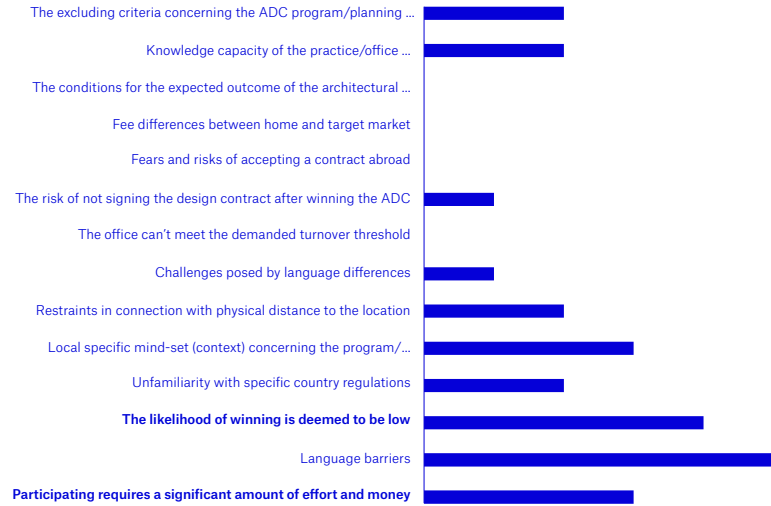 The excluding criteria concerning the ADC program/planning ...
Knowledge capacity of the practice/office ...
The conditions for the expected outcome of the architectural ...
Fee differences between home and target market
Fears and risks of accepting a contract abroad
The risk of not signing the design contract after winning the ADC
The office can't meet the demanded turnover threshold
Challenges posed by language differences
Restraints in connection with physical distance to the location
Local specific mind-set (context) concerning the program/...
Unfamiliarity with specific country regulations
The likelihood of winning is deemed to be low
Language barriers
Participating requires a significant amount of effort and money